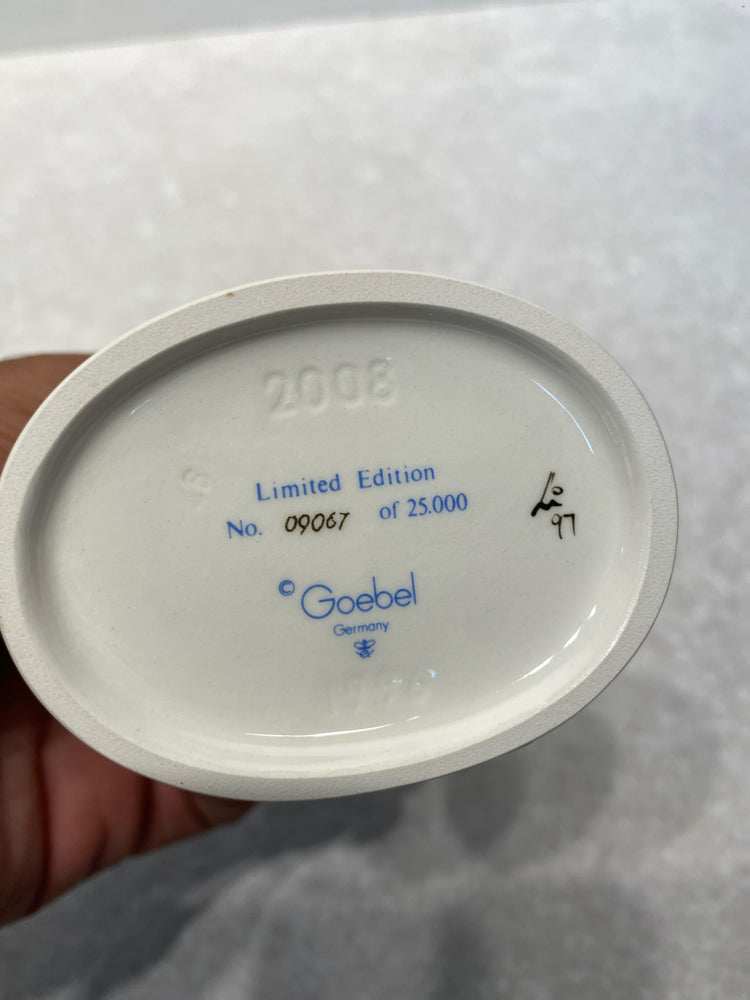 2008
Limited Edition
No. 09067 of 25.000
97
© Goebel
Germany